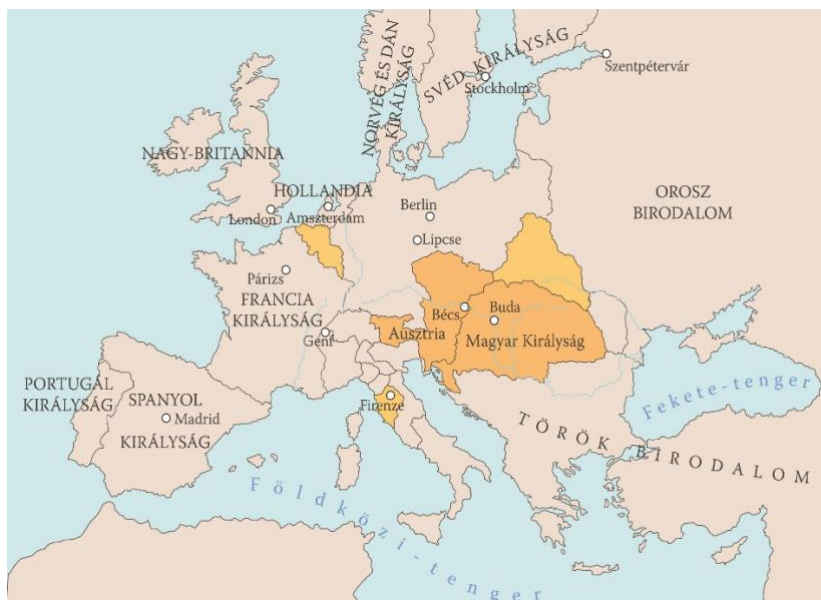 NORVÉG ÉS DÁN
KIRÁLYSÁG
SVÉD KIRÁLYSÁG
Stockholm
Szentpétervár
NAGY-BRITANNIA
London
HOLLANDIA
Amszterdam
Berlin
Lipcse
OROSZ
BIRODALOM
Párizs
FRANCIA
KIRÁLYSÁG
Genf
Bécs
Buda
Ausztria
Magyar Királyság
PORTUGÁL
KIRÁLYSÁG
SPANYOL
Madrid
KIRÁLYSÁG
Firenze
Fekete-tenger
TÖRÖK BIRODALOM
Földközi-tenger